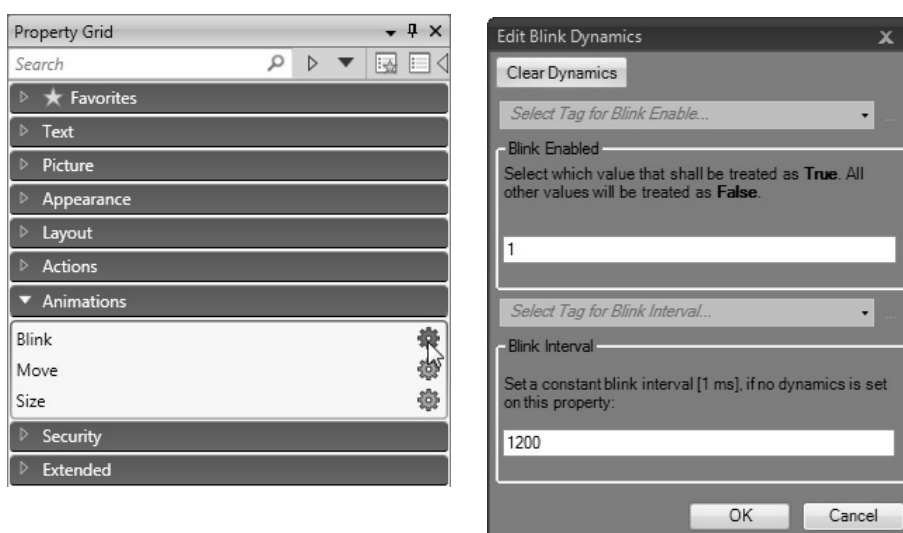 Property Grid
Search
Favorites
Text
Picture
Appearance
Layout
Actions
Animations
Blink
Move
Size
Security
Extended
Edit Blink Dynamics
Clear Dynamics
Select Tag for Blink Enable...
...
Blink Enabled
Select which value that shall be treated as True. All
other values will be treated as False.
1
Select Tag for Blink Interval...
...
Blink Interval
Set a constant blink interval [1 ms], if no dynamics is set
on this property:
1200
OK Cancel